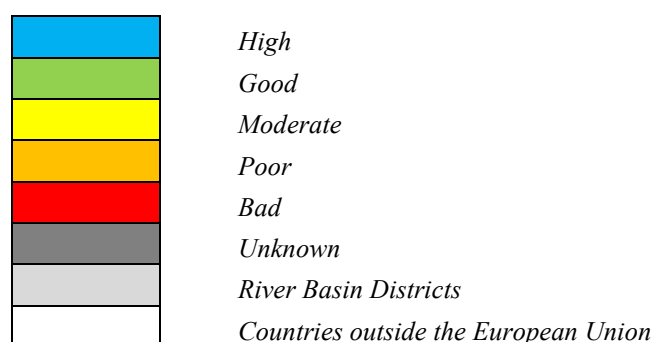 High
Good
Moderate
Poor
Bad
Unknown
River Basin Districts
Countries outside the European Union